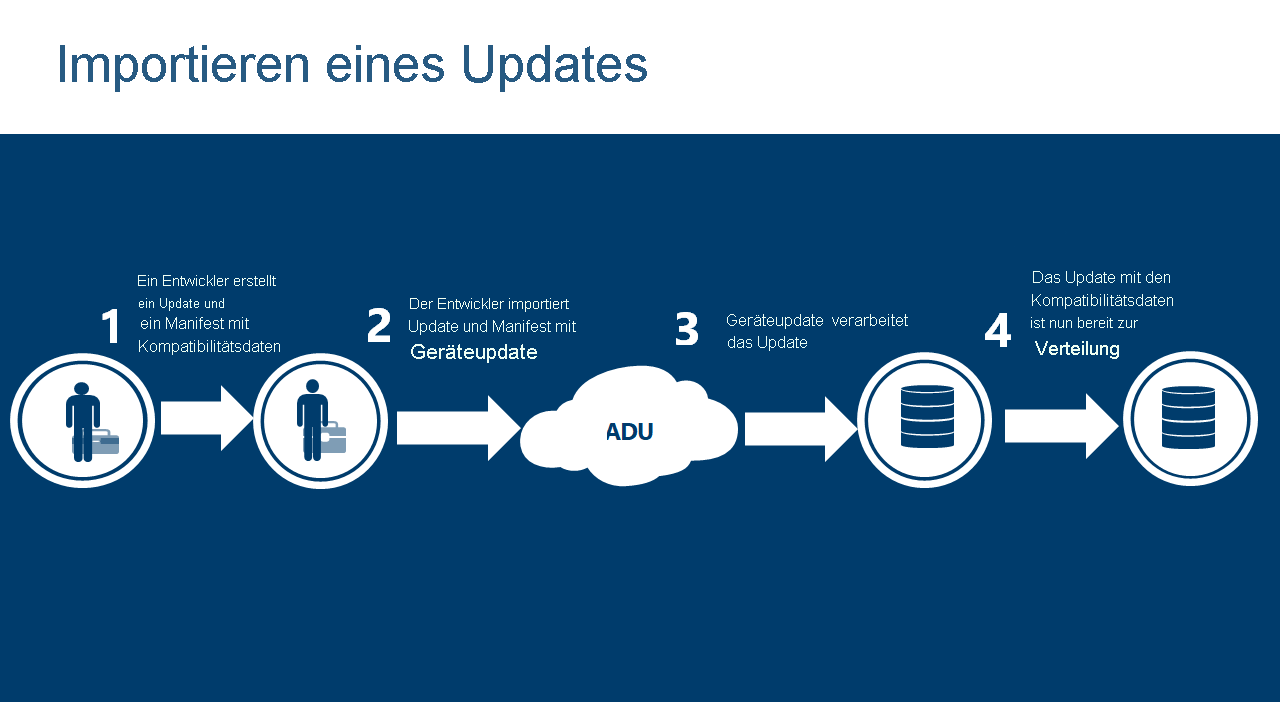 Importieren eines Updates
1
Ein Entwickler erstellt
ein Update und
ein Manifest mit
Kompatibilitätsdaten
2
Der Entwickler importiert
Update und Manifest mit
Geräteupdate
ADU
3
Geräteupdate verarbeitet
das Update
4
Das Update mit den
Kompatibilitätsdaten
ist nun bereit zur
Verteilung